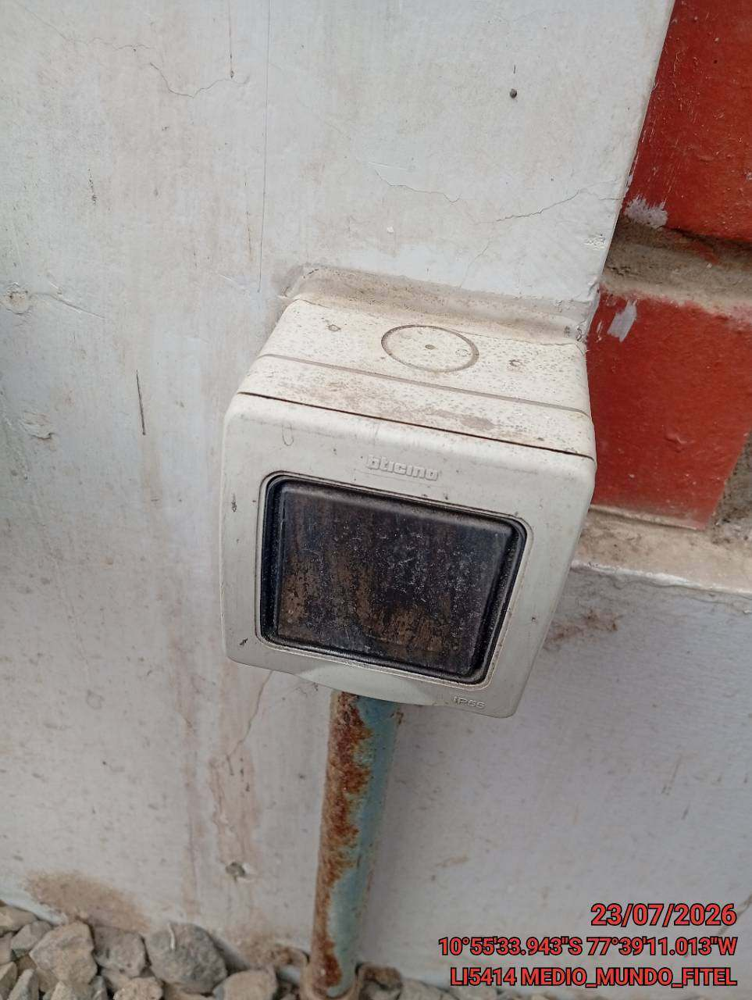 bticino
IP55
23/07/2026
10°55'33.943"S 77°39'11.013"W
LI5414 MEDIO_MUNDO_FITEL